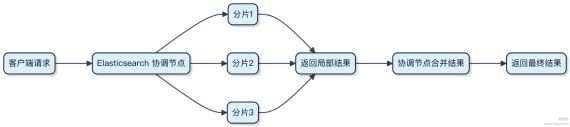 客户端请求
Elasticsearch 协调节点
分片1
分片2
分片3
返回局部结果
协调节点合并结果
返回最终结果